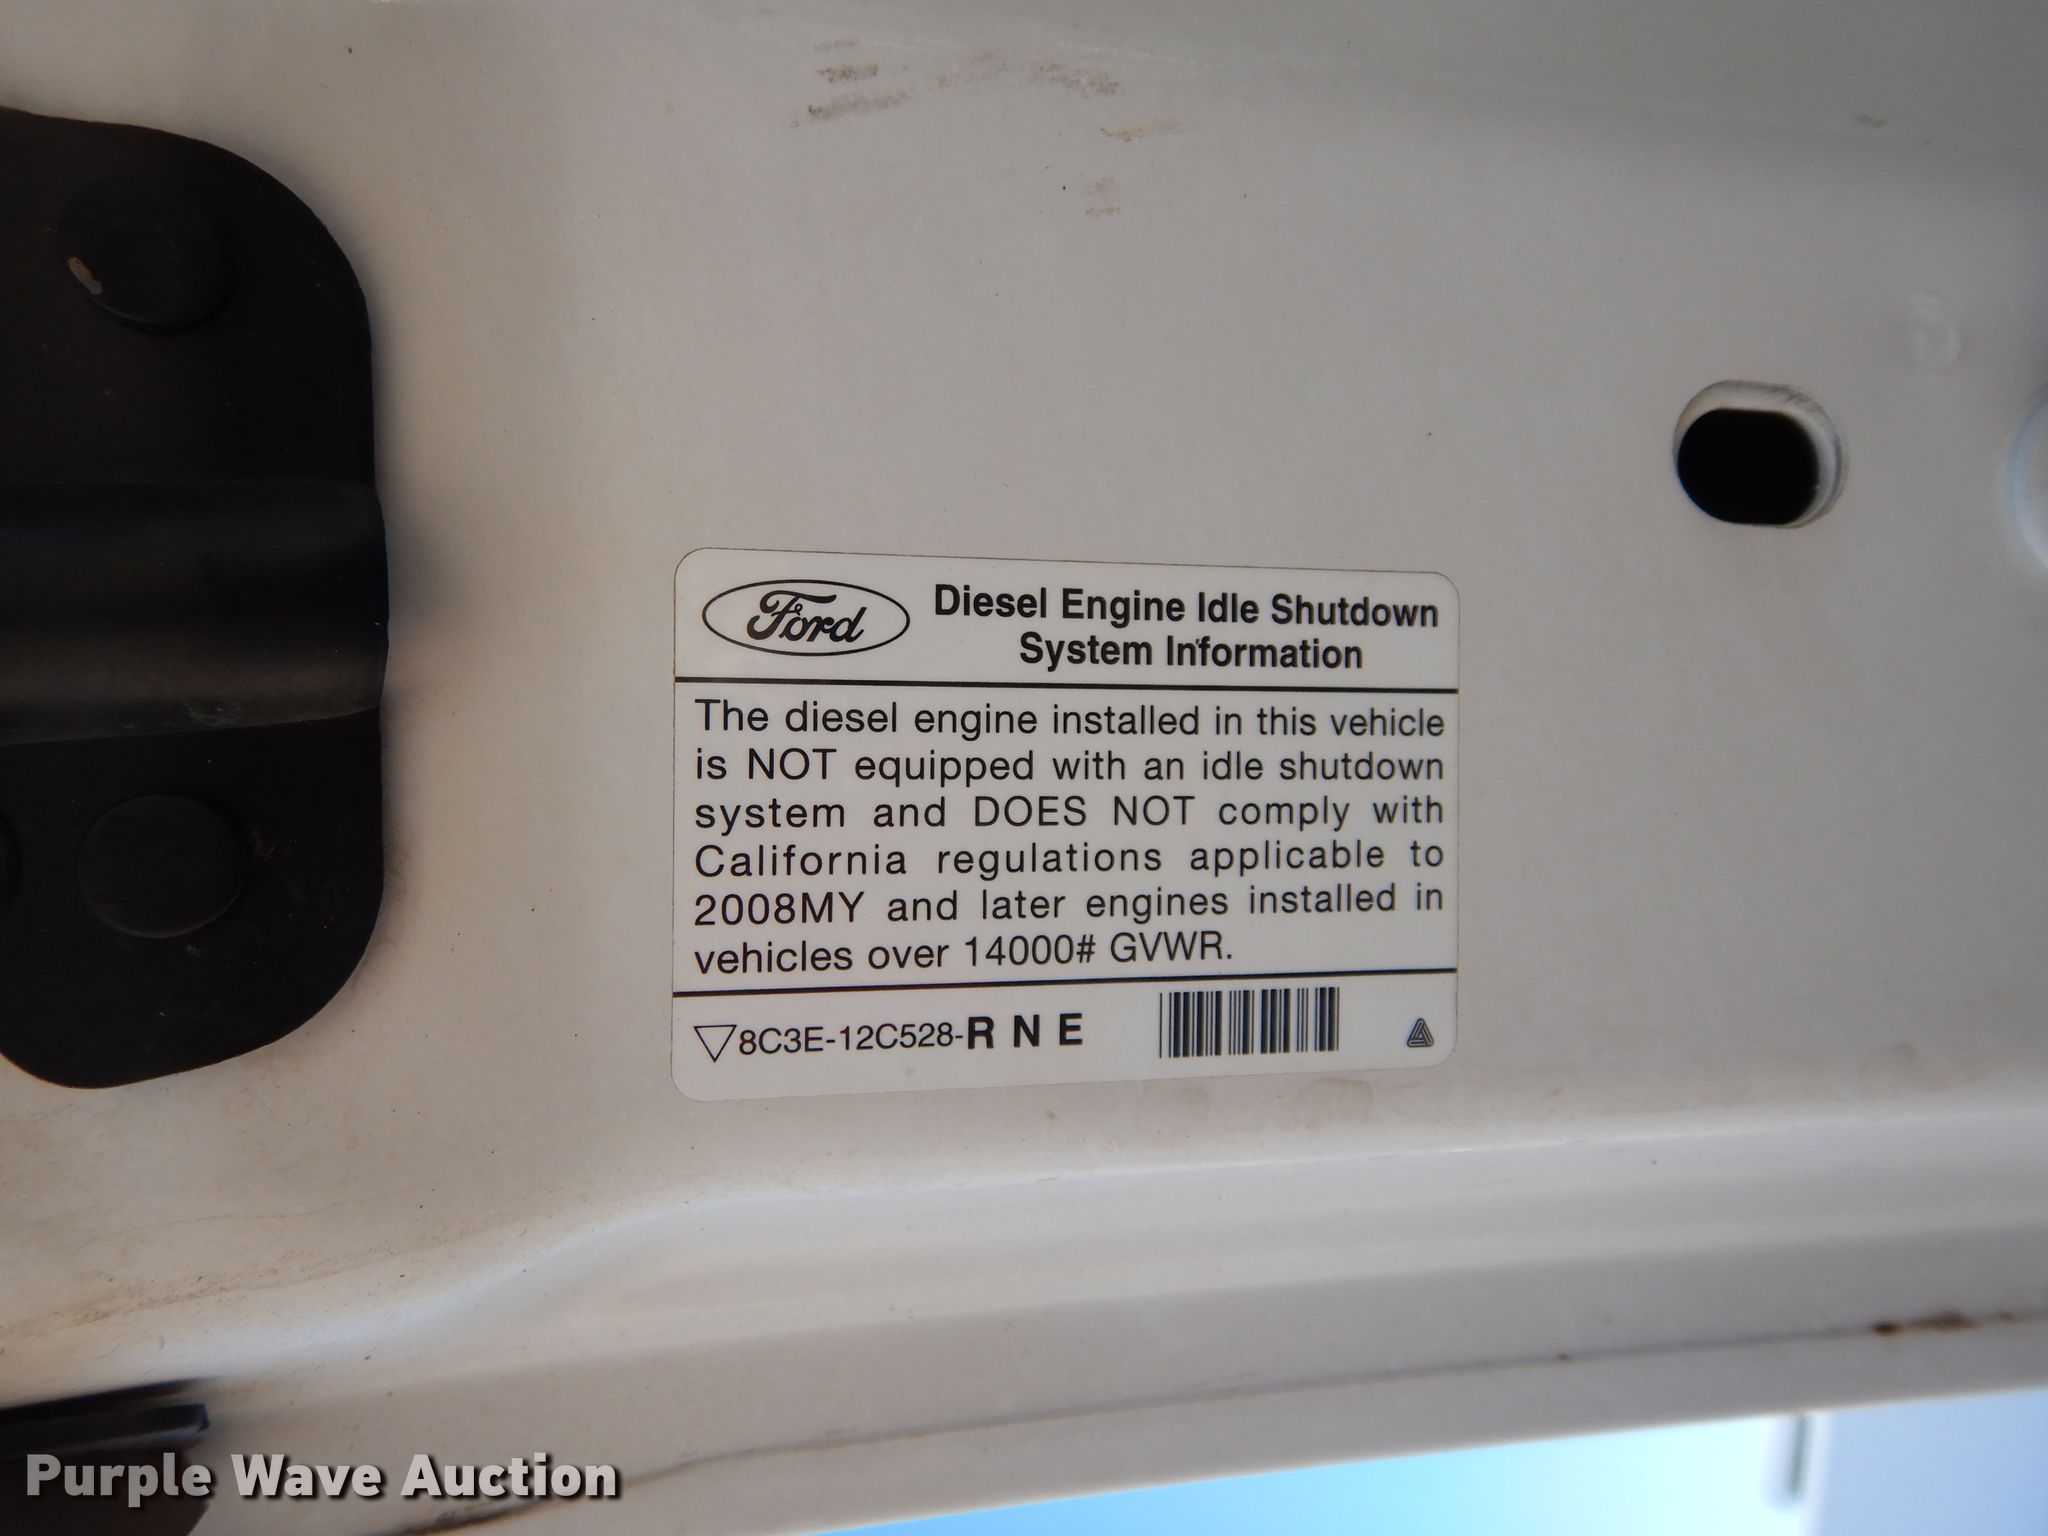 Ford
Diesel Engine Idle Shutdown
System Information
The diesel engine installed in this vehicle
is NOT equipped with an idle shutdown
system and DOES NOT comply with
California regulations applicable to
2008MY and later engines installed in
vehicles over 14000# GVWR.
8C3E-12C528-R N E
Purple Wave Auction